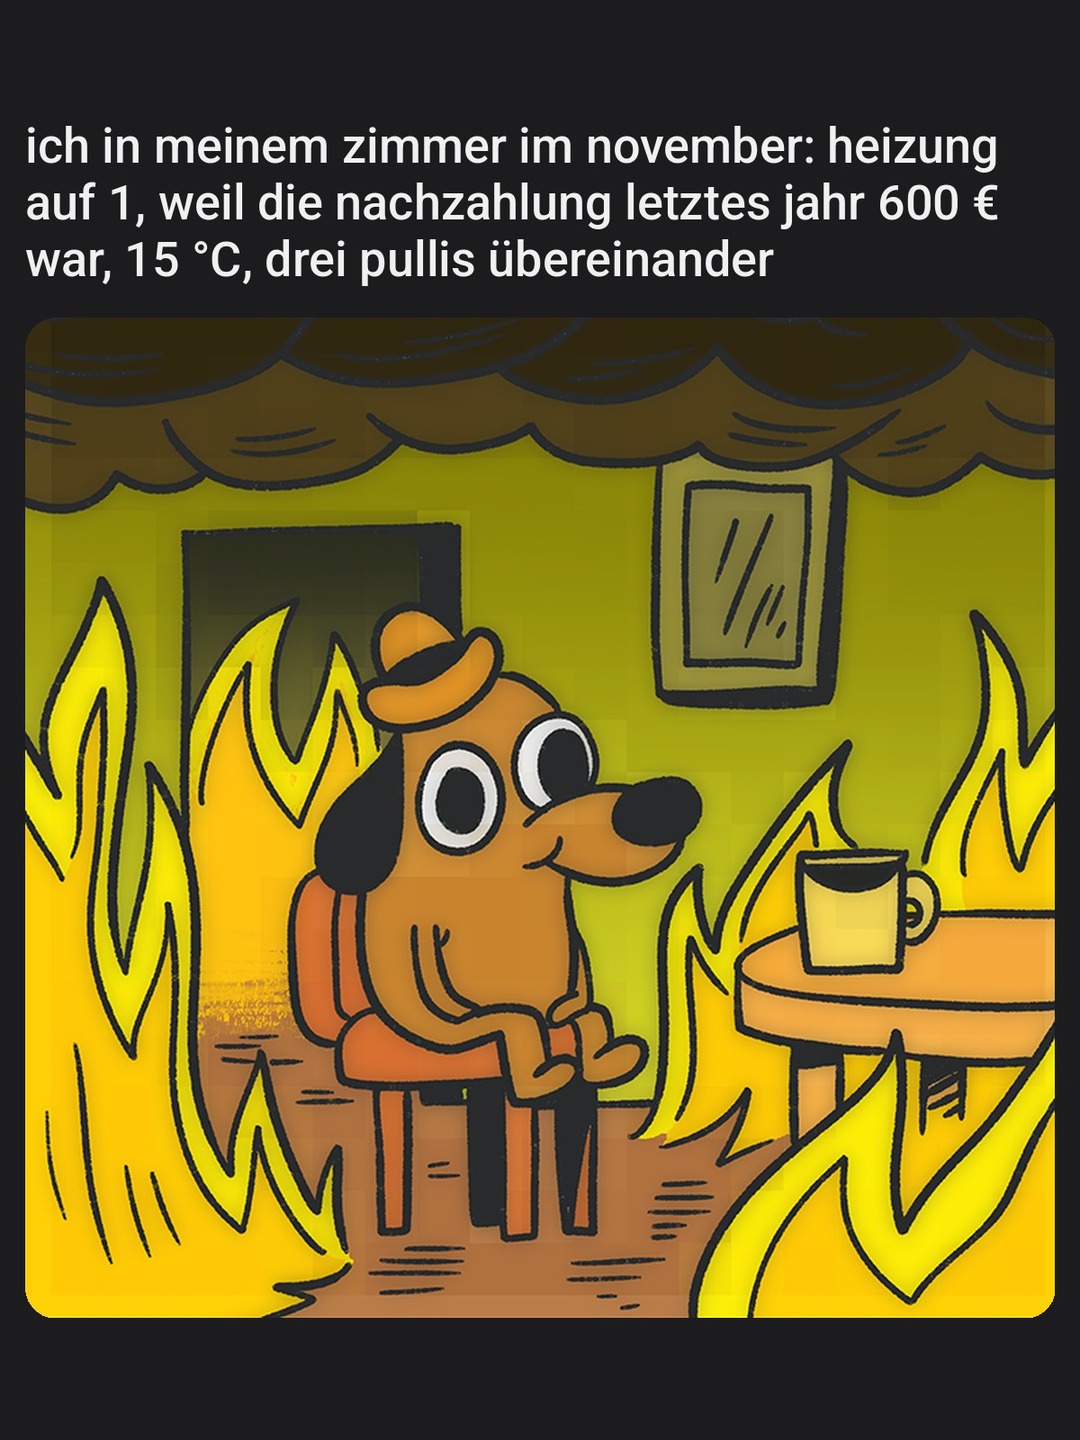 ich in meinem zimmer im november: heizung
auf 1, weil die nachzahlung letztes jahr 600 €
war, 15 °C, drei pullis übereinander